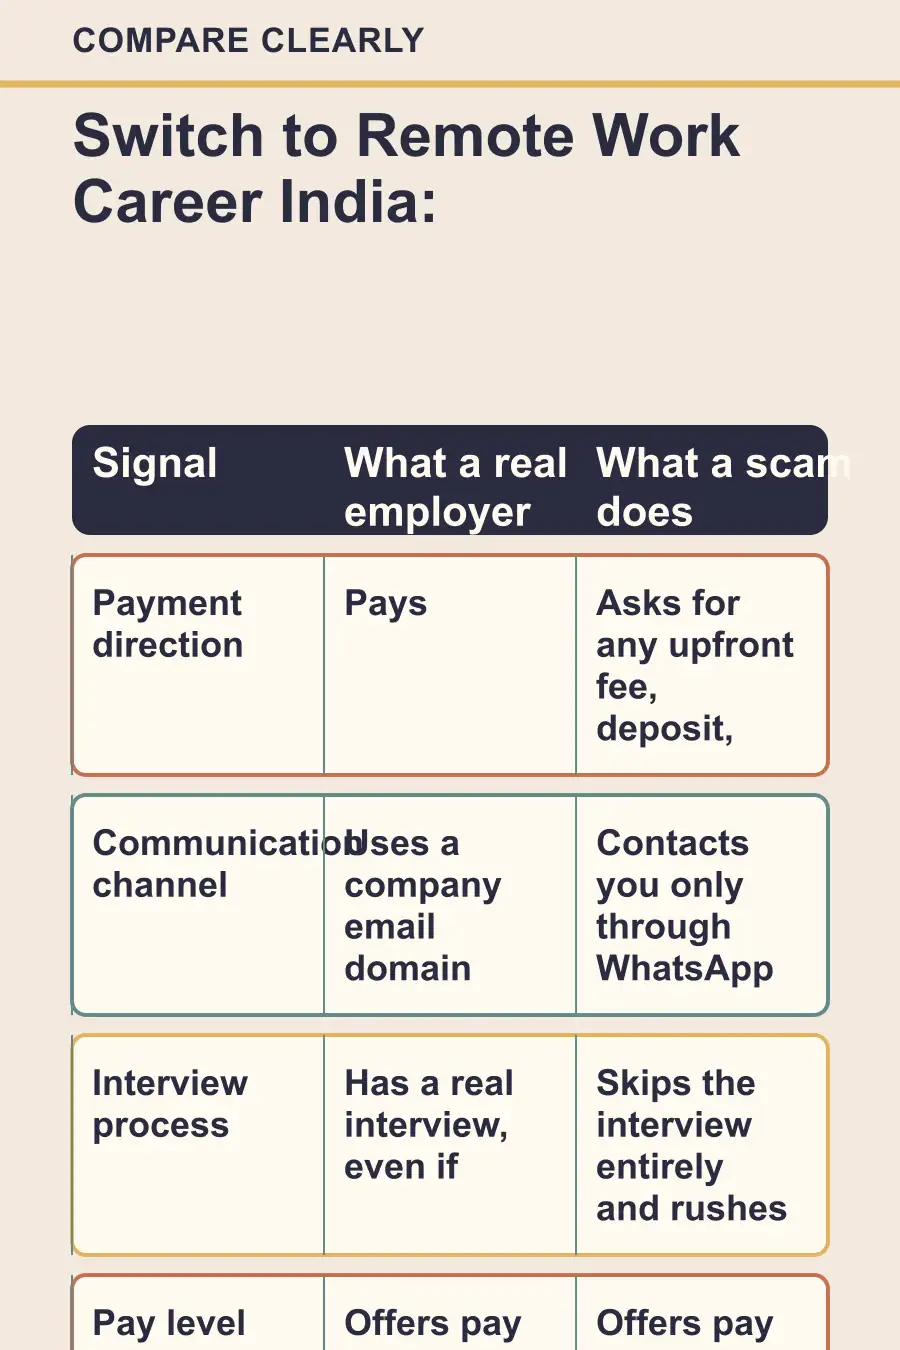 COMPARE CLEARLY
Switch to Remote Work
Career India:
Signal
What a real
employer
What a scam
does
Payment
direction
Pays
Asks for
any upfront
fee,
deposit,
Communication
channel
Uses a
company
email
domain
Contacts
you only
through
WhatsApp
Interview
process
Has a real
interview,
even if
Skips the
interview
entirely
and rushes
Pay level
Offers pay
Offers pay